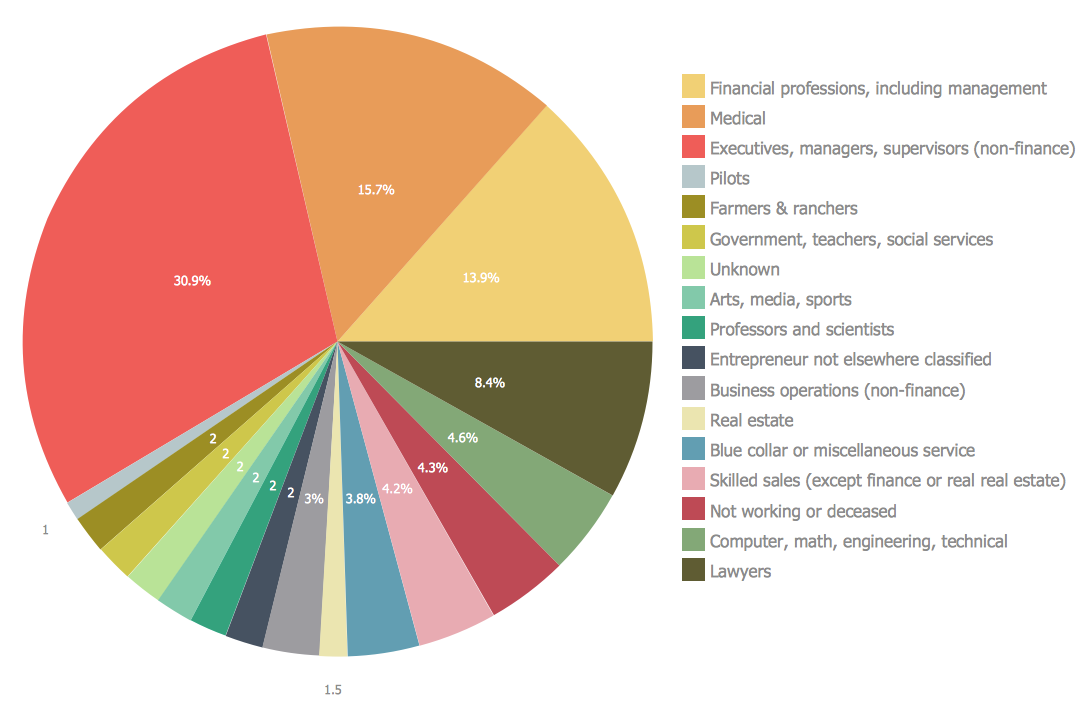 15.7%
13.9%
30.9%
8.4%
2
4.6%
2
2
4.3%
2
2
4.2%
2
3%
3.8%
1
1.5
Financial professions, including management
Medical
Executives, managers, supervisors (non-finance)
Pilots
Farmers & ranchers
Government, teachers, social services
Unknown
Arts, media, sports
Professors and scientists
Entrepreneur not elsewhere classified
Business operations (non-finance)
Real estate
Blue collar or miscellaneous service
Skilled sales (except finance or real real estate)
Not working or deceased
Computer, math, engineering, technical
Lawyers